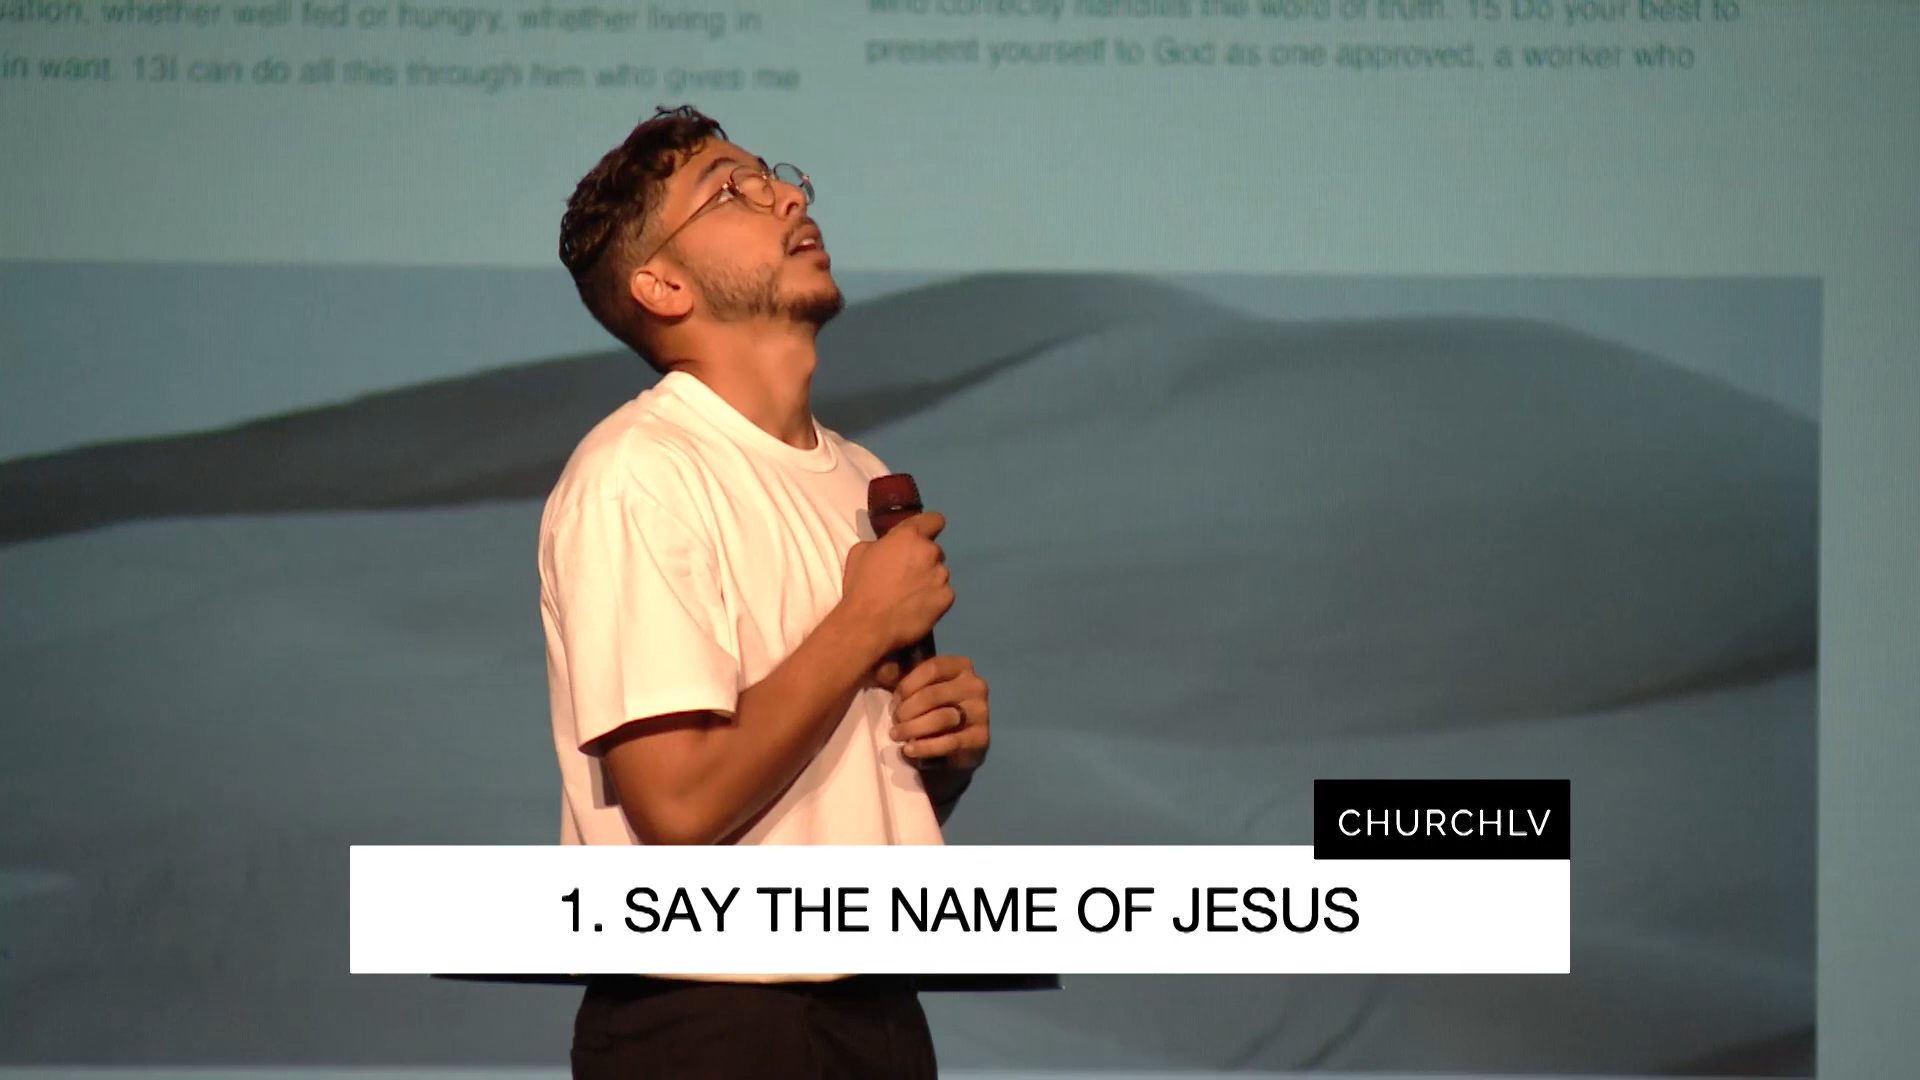 ation, whether well fed or hungry, whether living in
in want. 13I can do all this through him who gives me
who correctly handles the word of truth. 15 Do your best to
present yourself to God as one approved, a worker who
CHURCHLV
1. SAY THE NAME OF JESUS